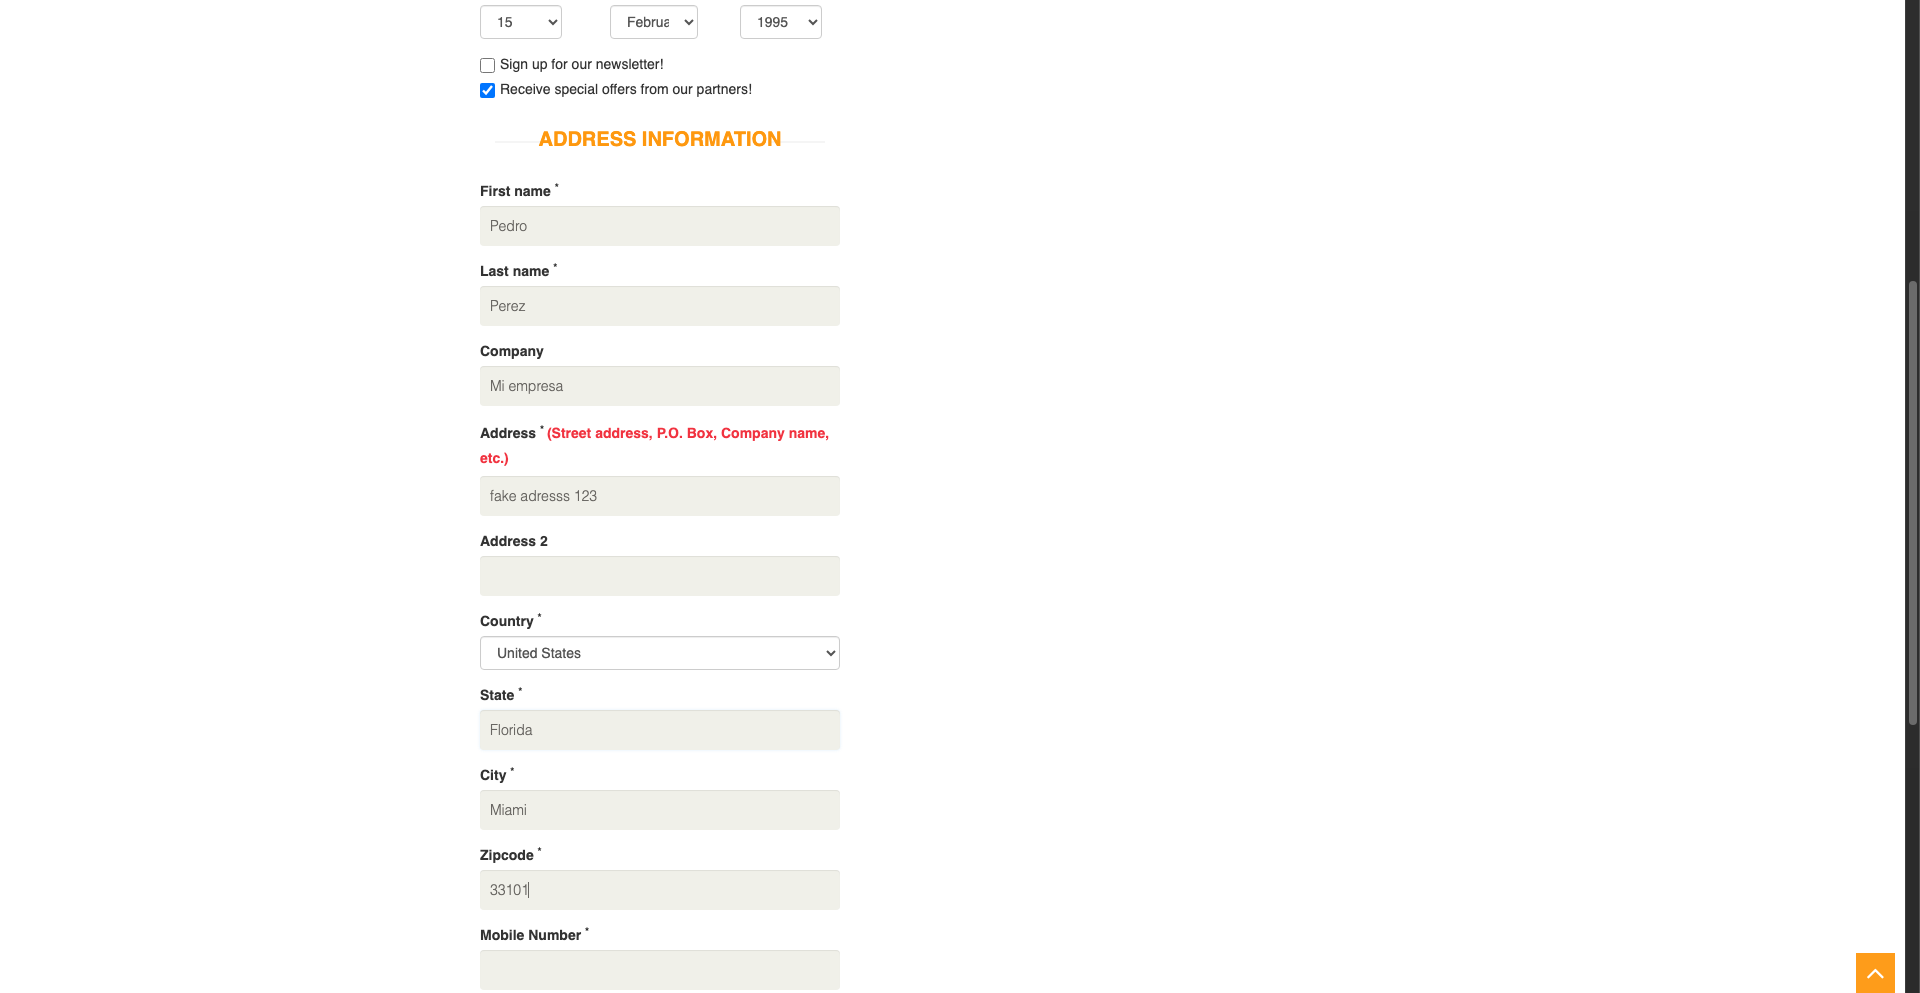 15 Februa 1995
Sign up for our newsletter!
Receive special offers from our partners!
ADDRESS INFORMATION
First name *
Pedro
Last name *
Perez
Company
Mi empresa
Address * (Street address, P.O. Box, Company name,
etc.)
fake adresss 123
Address 2
Country *
United States
State *
Florida
City *
Miami
Zipcode *
33101
Mobile Number *